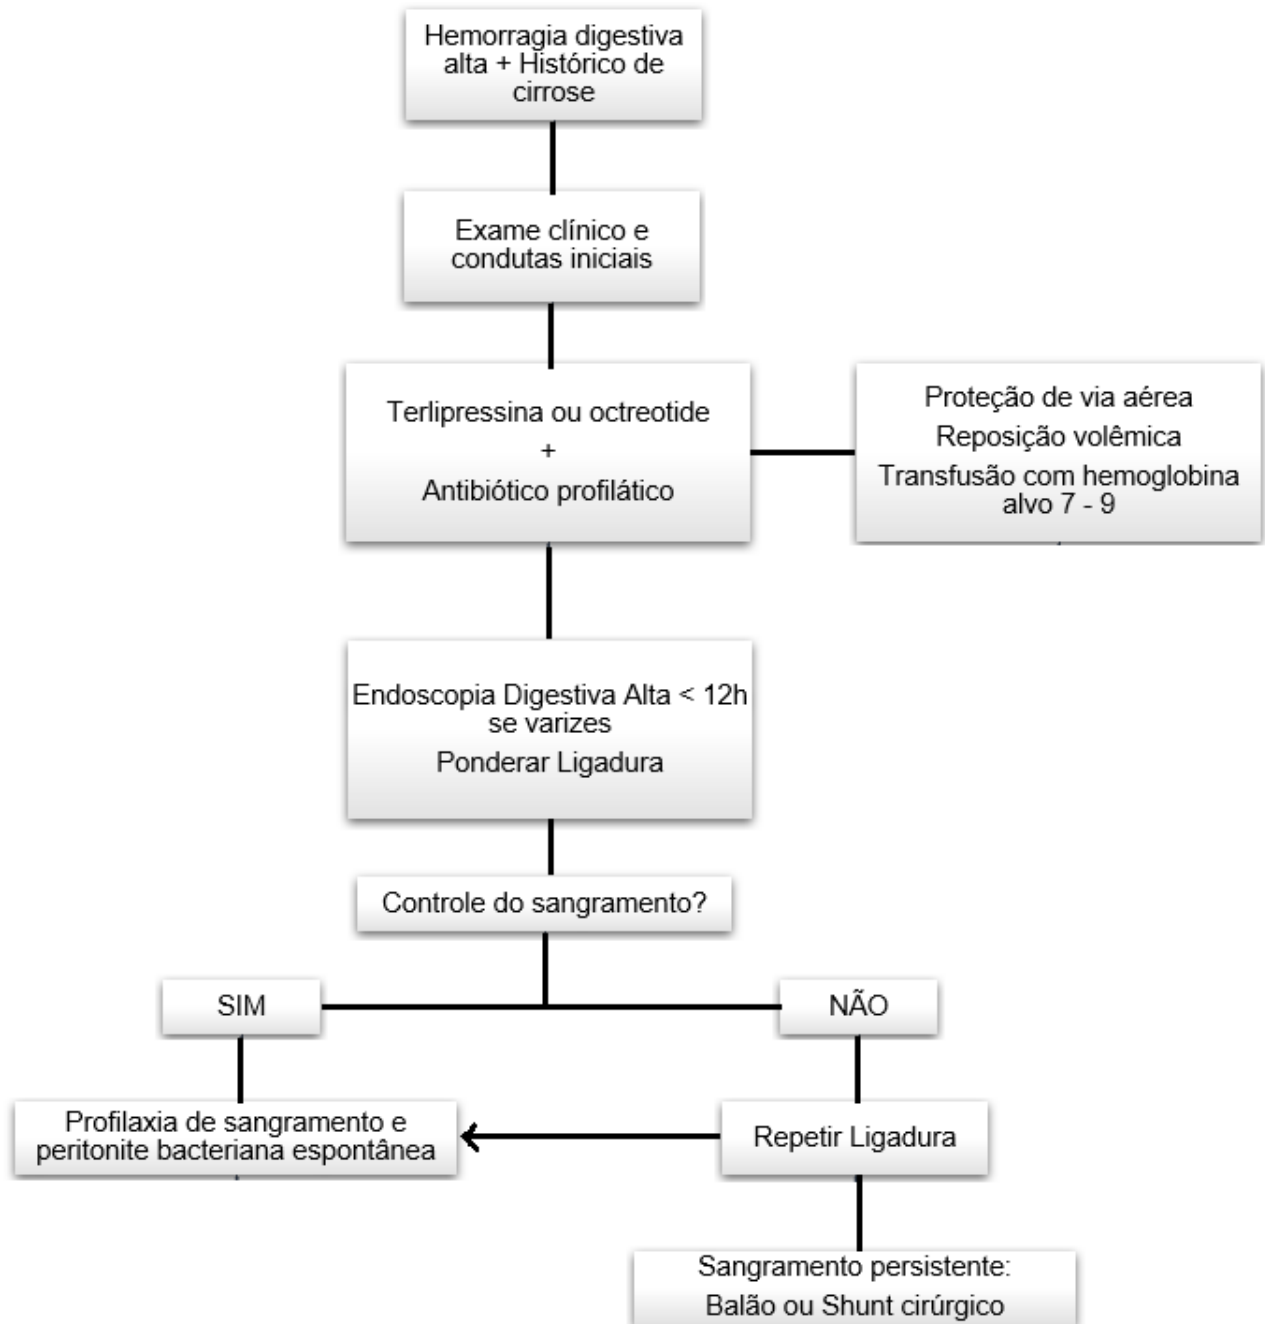 Hemorragia digestiva
alta + Histórico de
cirrose
Exame clínico e
condutas iniciais
Terlipressina ou octreotide
+
Antibiótico profilático
Proteção de via aérea
Reposição volêmica
Transfusão com hemoglobina
alvo 7 - 9
Endoscopia Digestiva Alta < 12h
se varizes
Ponderar Ligadura
Controle do sangramento?
SIM
NÃO
Profilaxia de sangramento e
peritonite bacteriana espontânea
Repetir Ligadura
Sangramento persistente:
Balão ou Shunt cirúrgico